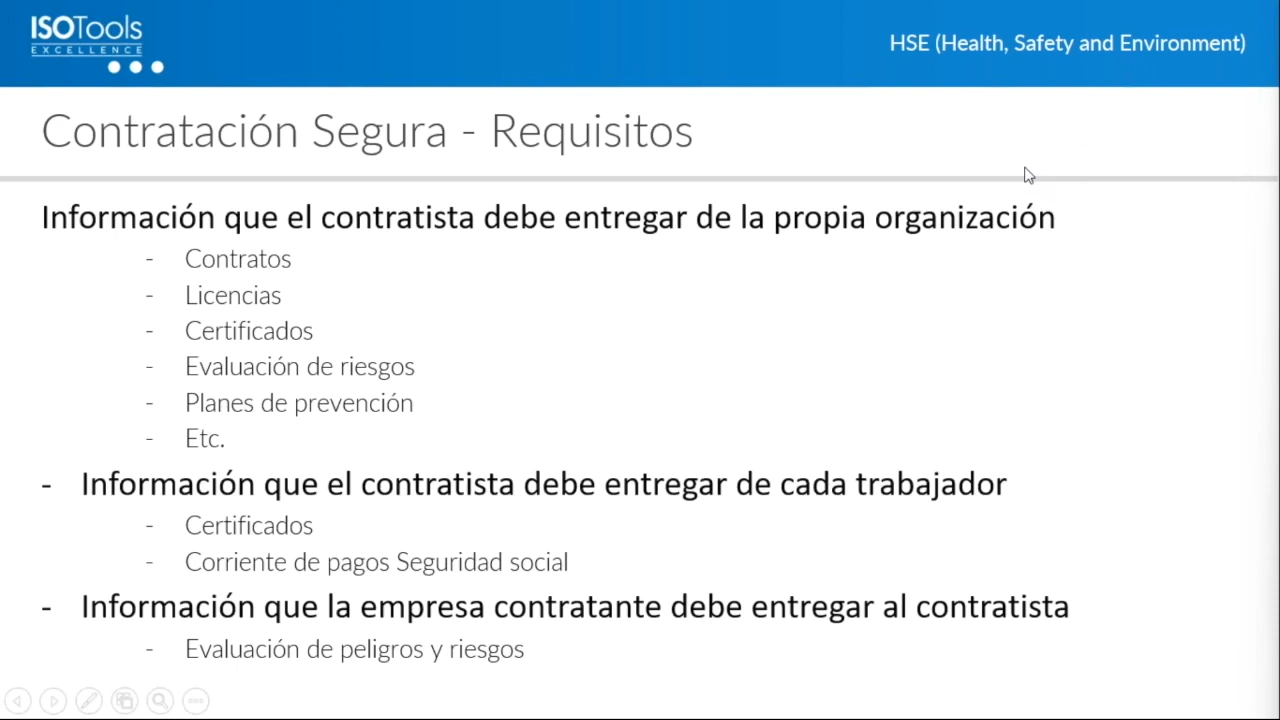 ISOTools
EXCELLENCE
HSE (Health, Safety and Environment)
Contratación Segura - Requisitos
Información que el contratista debe entregar de la propia organización
- Contratos
- Licencias
- Certificados
- Evaluación de riesgos
- Planes de prevención
- Etc.
- Información que el contratista debe entregar de cada trabajador
- Certificados
- Corriente de pagos Seguridad social
- Información que la empresa contratante debe entregar al contratista
- Evaluación de peligros y riesgos